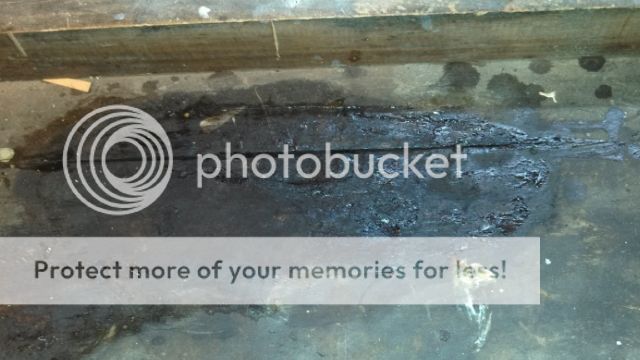 photobucket
Protect more of your memories for less!